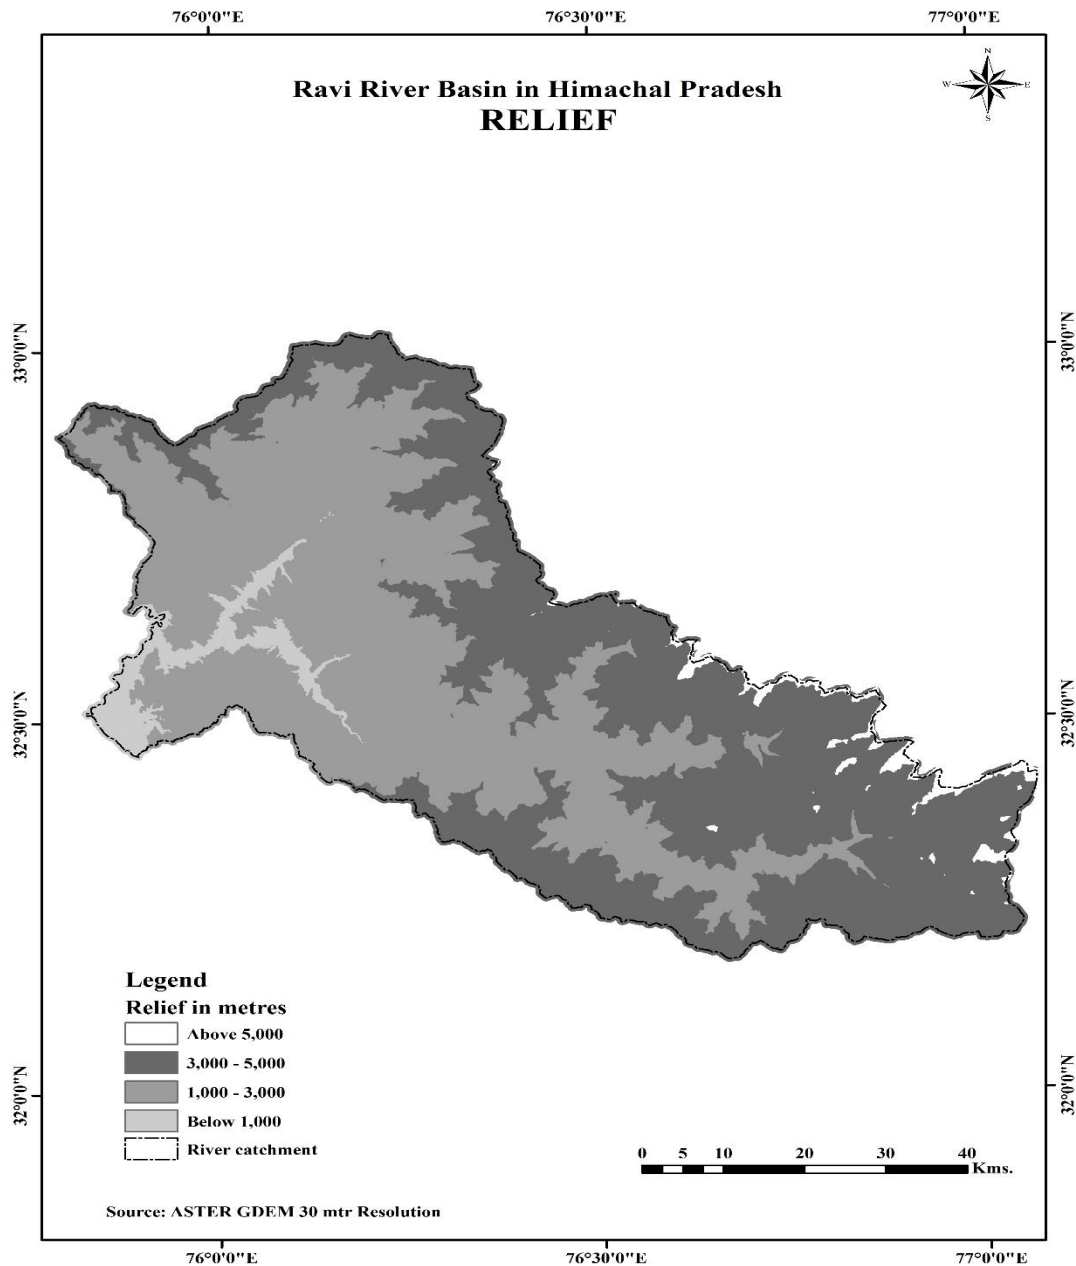 76°0'0"E 76°30'0"E 77°0'0"E
Ravi River Basin in Himachal Pradesh
RELIEF
N
W E
S
33°0'0"N 33°0'0"N
32°30'0"N 32°30'0"N
32°0'0"N 32°0'0"N
Legend
Relief in metres
Above 5,000
3,000 - 5,000
1,000 - 3,000
Below 1,000
River catchment
0 5 10 20 30 40
Kms.
Source: ASTER GDEM 30 mtr Resolution
76°0'0"E 76°30'0"E 77°0'0"E